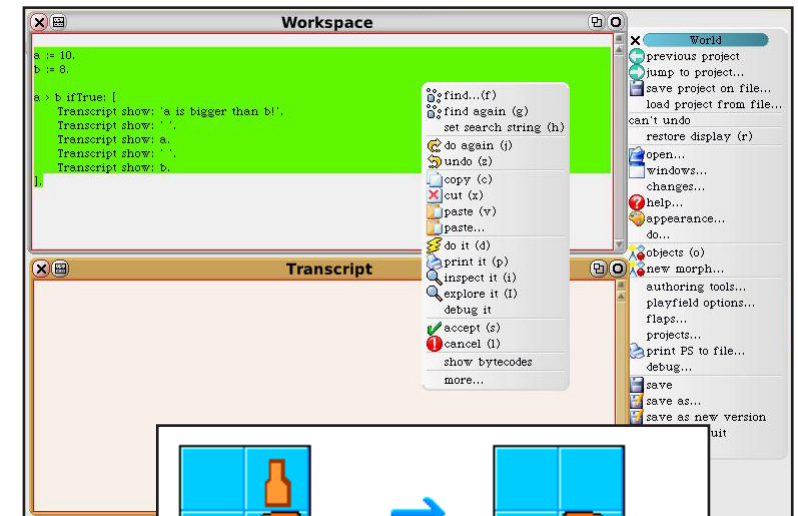 Workspace
a := 10.
b := 8.
a > b ifTrue: [
Transcript show: 'a is bigger than b!'.
Transcript show: ' '.
Transcript show: a.
Transcript show: ' '.
Transcript show: b.
].
find...(f)
find again (g)
set search string (h)
do again (j)
undo (z)
copy (c)
cut (x)
paste (v)
paste...
do it (d)
print it (p)
inspect it (i)
explore it (I)
debug it
accept (s)
cancel (l)
show bytecodes
more...
Transcript
World
previous project
jump to project...
save project on file...
load project from file...
can't undo
restore display (r)
open...
windows...
changes...
help...
appearance...
do...
objects (o)
new morph...
authoring tools...
playfield options...
flaps...
projects...
print PS to file...
debug...
save
save as...
save as new version
uit